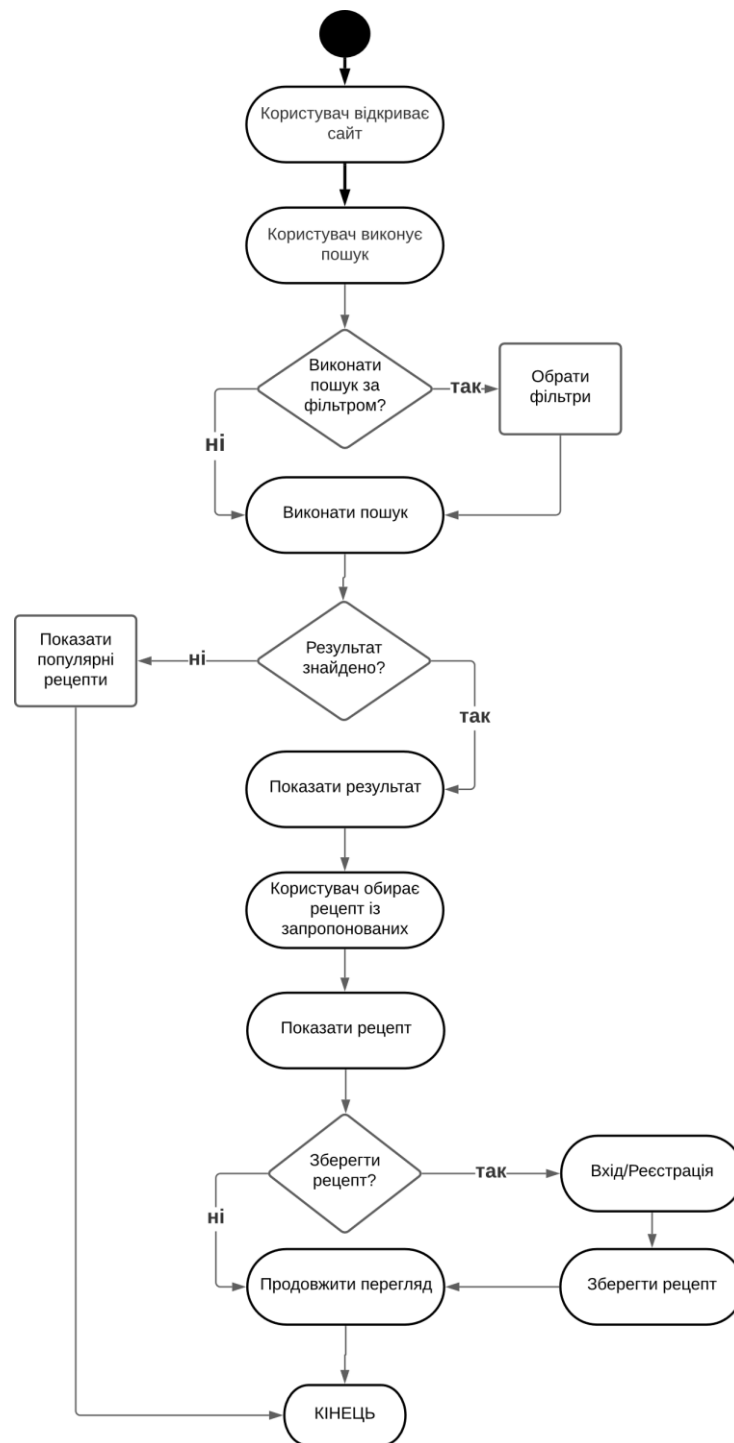 Користувач відкриває
сайт
Користувач виконує
пошук
Виконати
пошук за
фільтром?
так
Обрати
фільтри
ні
Виконати пошук
Показати
популярні
рецепти
ні
Результат
знайдено?
так
Показати результат
Користувач обирає
рецепт із
запропонованих
Показати рецепт
Зберегти
рецепт?
так
Вхід/Реєстрація
ні
Продовжити перегляд
Зберегти рецепт
КІНЕЦЬ